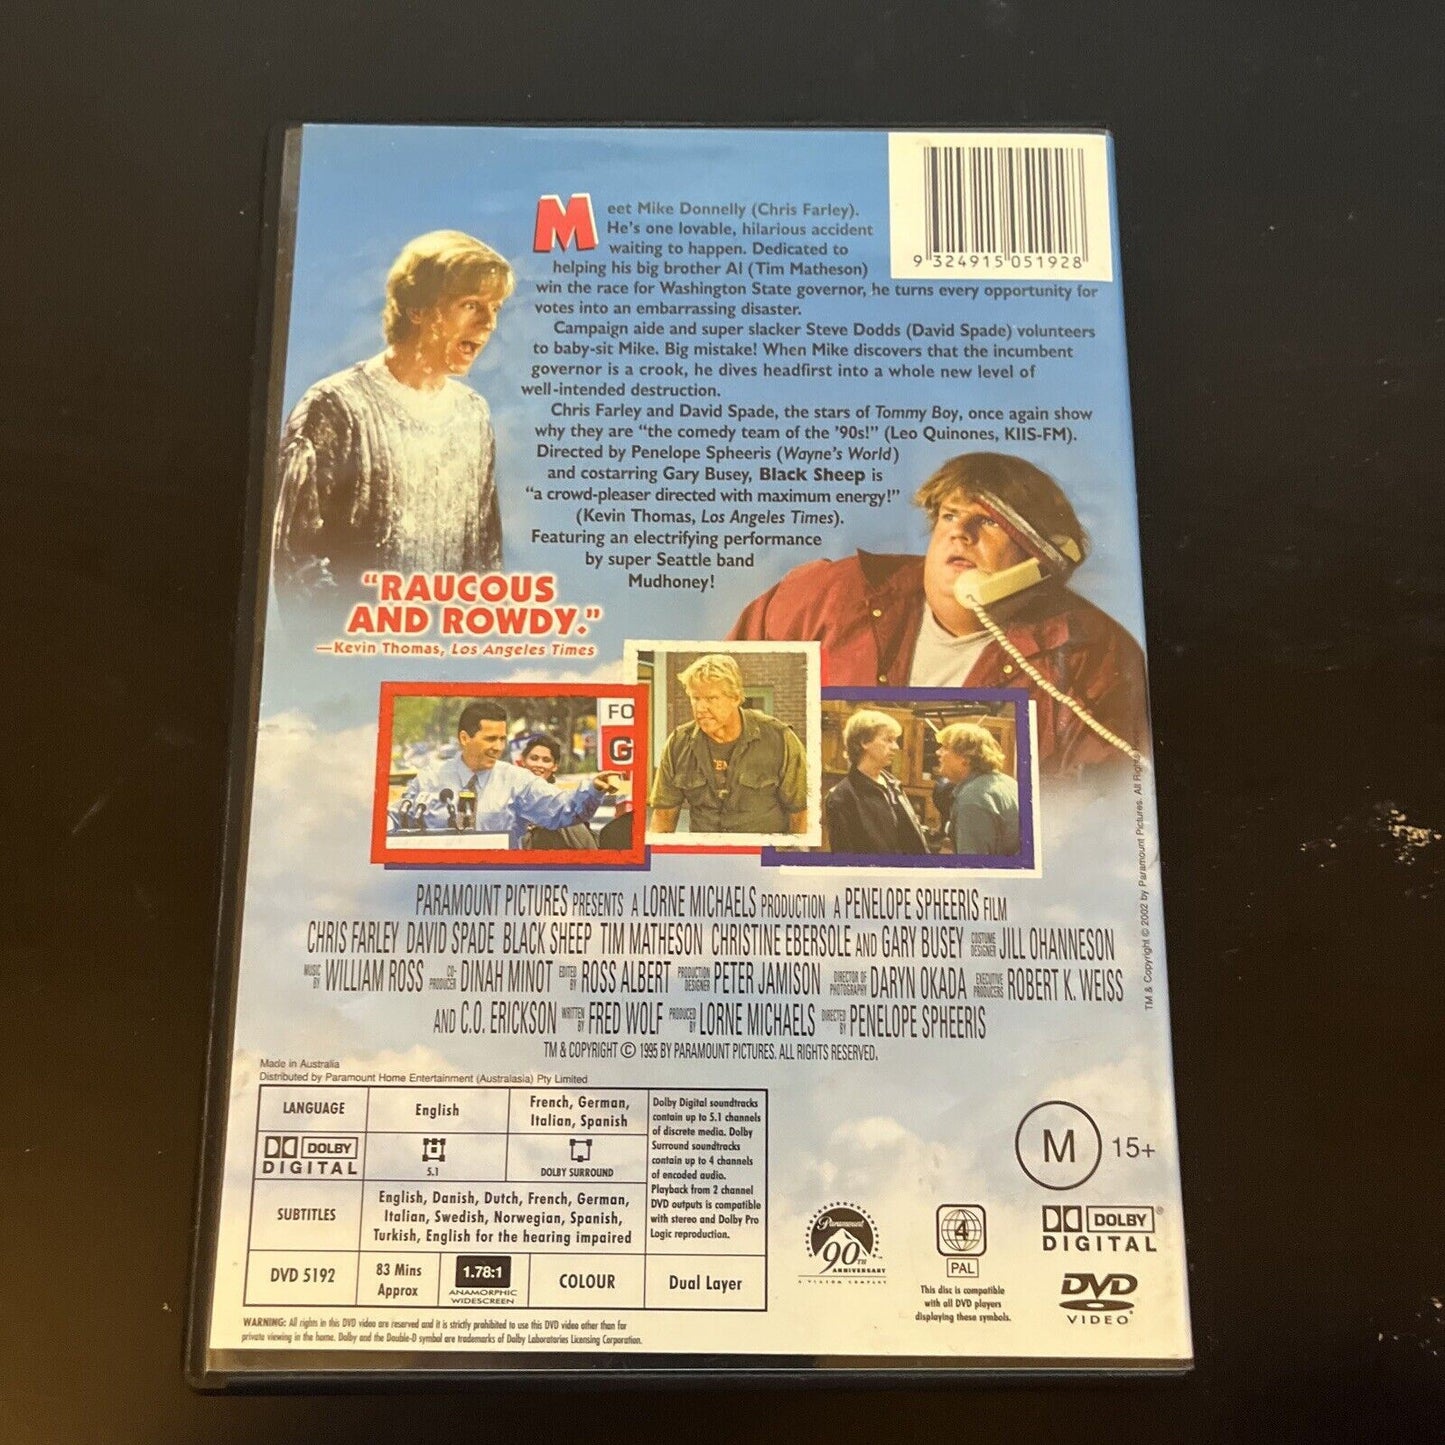 Meet Mike Donnelly (Chris Farley).
He's one lovable, hilarious accident
waiting to happen. Dedicated to
helping his big brother Al (Tim Matheson)
win the race for Washington State governor, he turns every opportunity for
votes into an embarrassing disaster.
Campaign aide and super slacker Steve Dodds (David Spade) volunteers
to baby-sit Mike. Big mistake! When Mike discovers that the incumbent
governor is a crook, he dives headfirst into a whole new level of
well-intended destruction.
Chris Farley and David Spade, the stars of Tommy Boy, once again show
why they are "the comedy team of the '90s!" (Leo Quinones, KIIS-FM).
Directed by Penelope Spheeris (Wayne's World)
and costarring Gary Busey, Black Sheep is
"a crowd-pleaser directed with maximum energy!"
(Kevin Thomas, Los Angeles Times).
Featuring an electrifying performance
by super Seattle band
Mudhoney!
9 324915 051928
"RAUCOUS
AND ROWDY."
—Kevin Thomas, Los Angeles Times
FO
G
PARAMOUNT PICTURES PRESENTS A LORNE MICHAELS PRODUCTION A PENELOPE SPHEERIS FILM
CHRIS FARLEY DAVID SPADE BLACK SHEEP TIM MATHESON CHRISTINE EBERSOLE AND GARY BUSEY COSTUME DESIGNER JILL OHANNESON
MUSIC BY WILLIAM ROSS CO-PRODUCER DINAH MINOT EDITED BY ROSS ALBERT PRODUCTION DESIGNER PETER JAMISON DIRECTOR OF PHOTOGRAPHY DARYN OKADA EXECUTIVE PRODUCERS ROBERT K. WEISS
AND C.O. ERICKSON WRITTEN BY FRED WOLF PRODUCED BY LORNE MICHAELS DIRECTED BY PENELOPE SPHEERIS
TM & COPYRIGHT © 1995 BY PARAMOUNT PICTURES. ALL RIGHTS RESERVED.
TM & Copyright © 2002 by Paramount Pictures. All Rights
Made in Australia
Distributed by Paramount Home Entertainment (Australasia) Pty Limited
LANGUAGE
English
French, German,
Italian, Spanish
DOLBY
DIGITAL
5.1
DOLBY SURROUND
SUBTITLES
English, Danish, Dutch, French, German,
Italian, Swedish, Norwegian, Spanish,
Turkish, English for the hearing impaired
Dolby Digital soundtracks
contain up to 5.1 channels
of discrete media. Dolby
Surround soundtracks
contain up to 4 channels
of encoded audio.
Playback from 2 channel
DVD outputs is compatible
with stereo and Dolby Pro
Logic reproduction.
DVD 5192
83 Mins
Approx
1.78:1
ANAMORPHIC
WIDESCREEN
COLOUR
Dual Layer
WARNING: All rights in this DVD video are reserved and it is strictly prohibited to use this DVD video other than for
private viewing in the home. Dolby and the Double-D symbol are trademarks of Dolby Laboratories Licensing Corporation.
Paramount
90TH
ANNIVERSARY
A VIACOM COMPANY
4
PAL
This disc is compatible
with all DVD players
displaying these symbols.
M 15+
DOLBY
DIGITAL
DVD
VIDEO